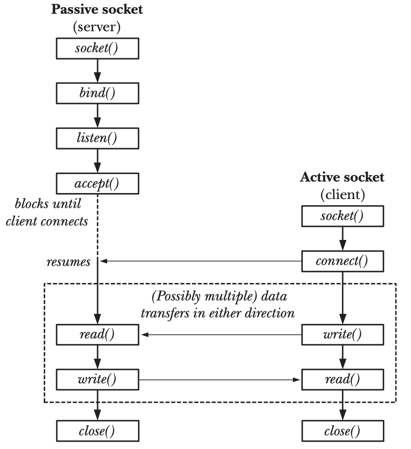 Passive socket
(server)
socket()
bind()
listen()
accept()
blocks until
client connects
Active socket
(client)
socket()
resumes
connect()
(Possibly multiple) data
transfers in either direction
read()
write()
write()
read()
close()
close()